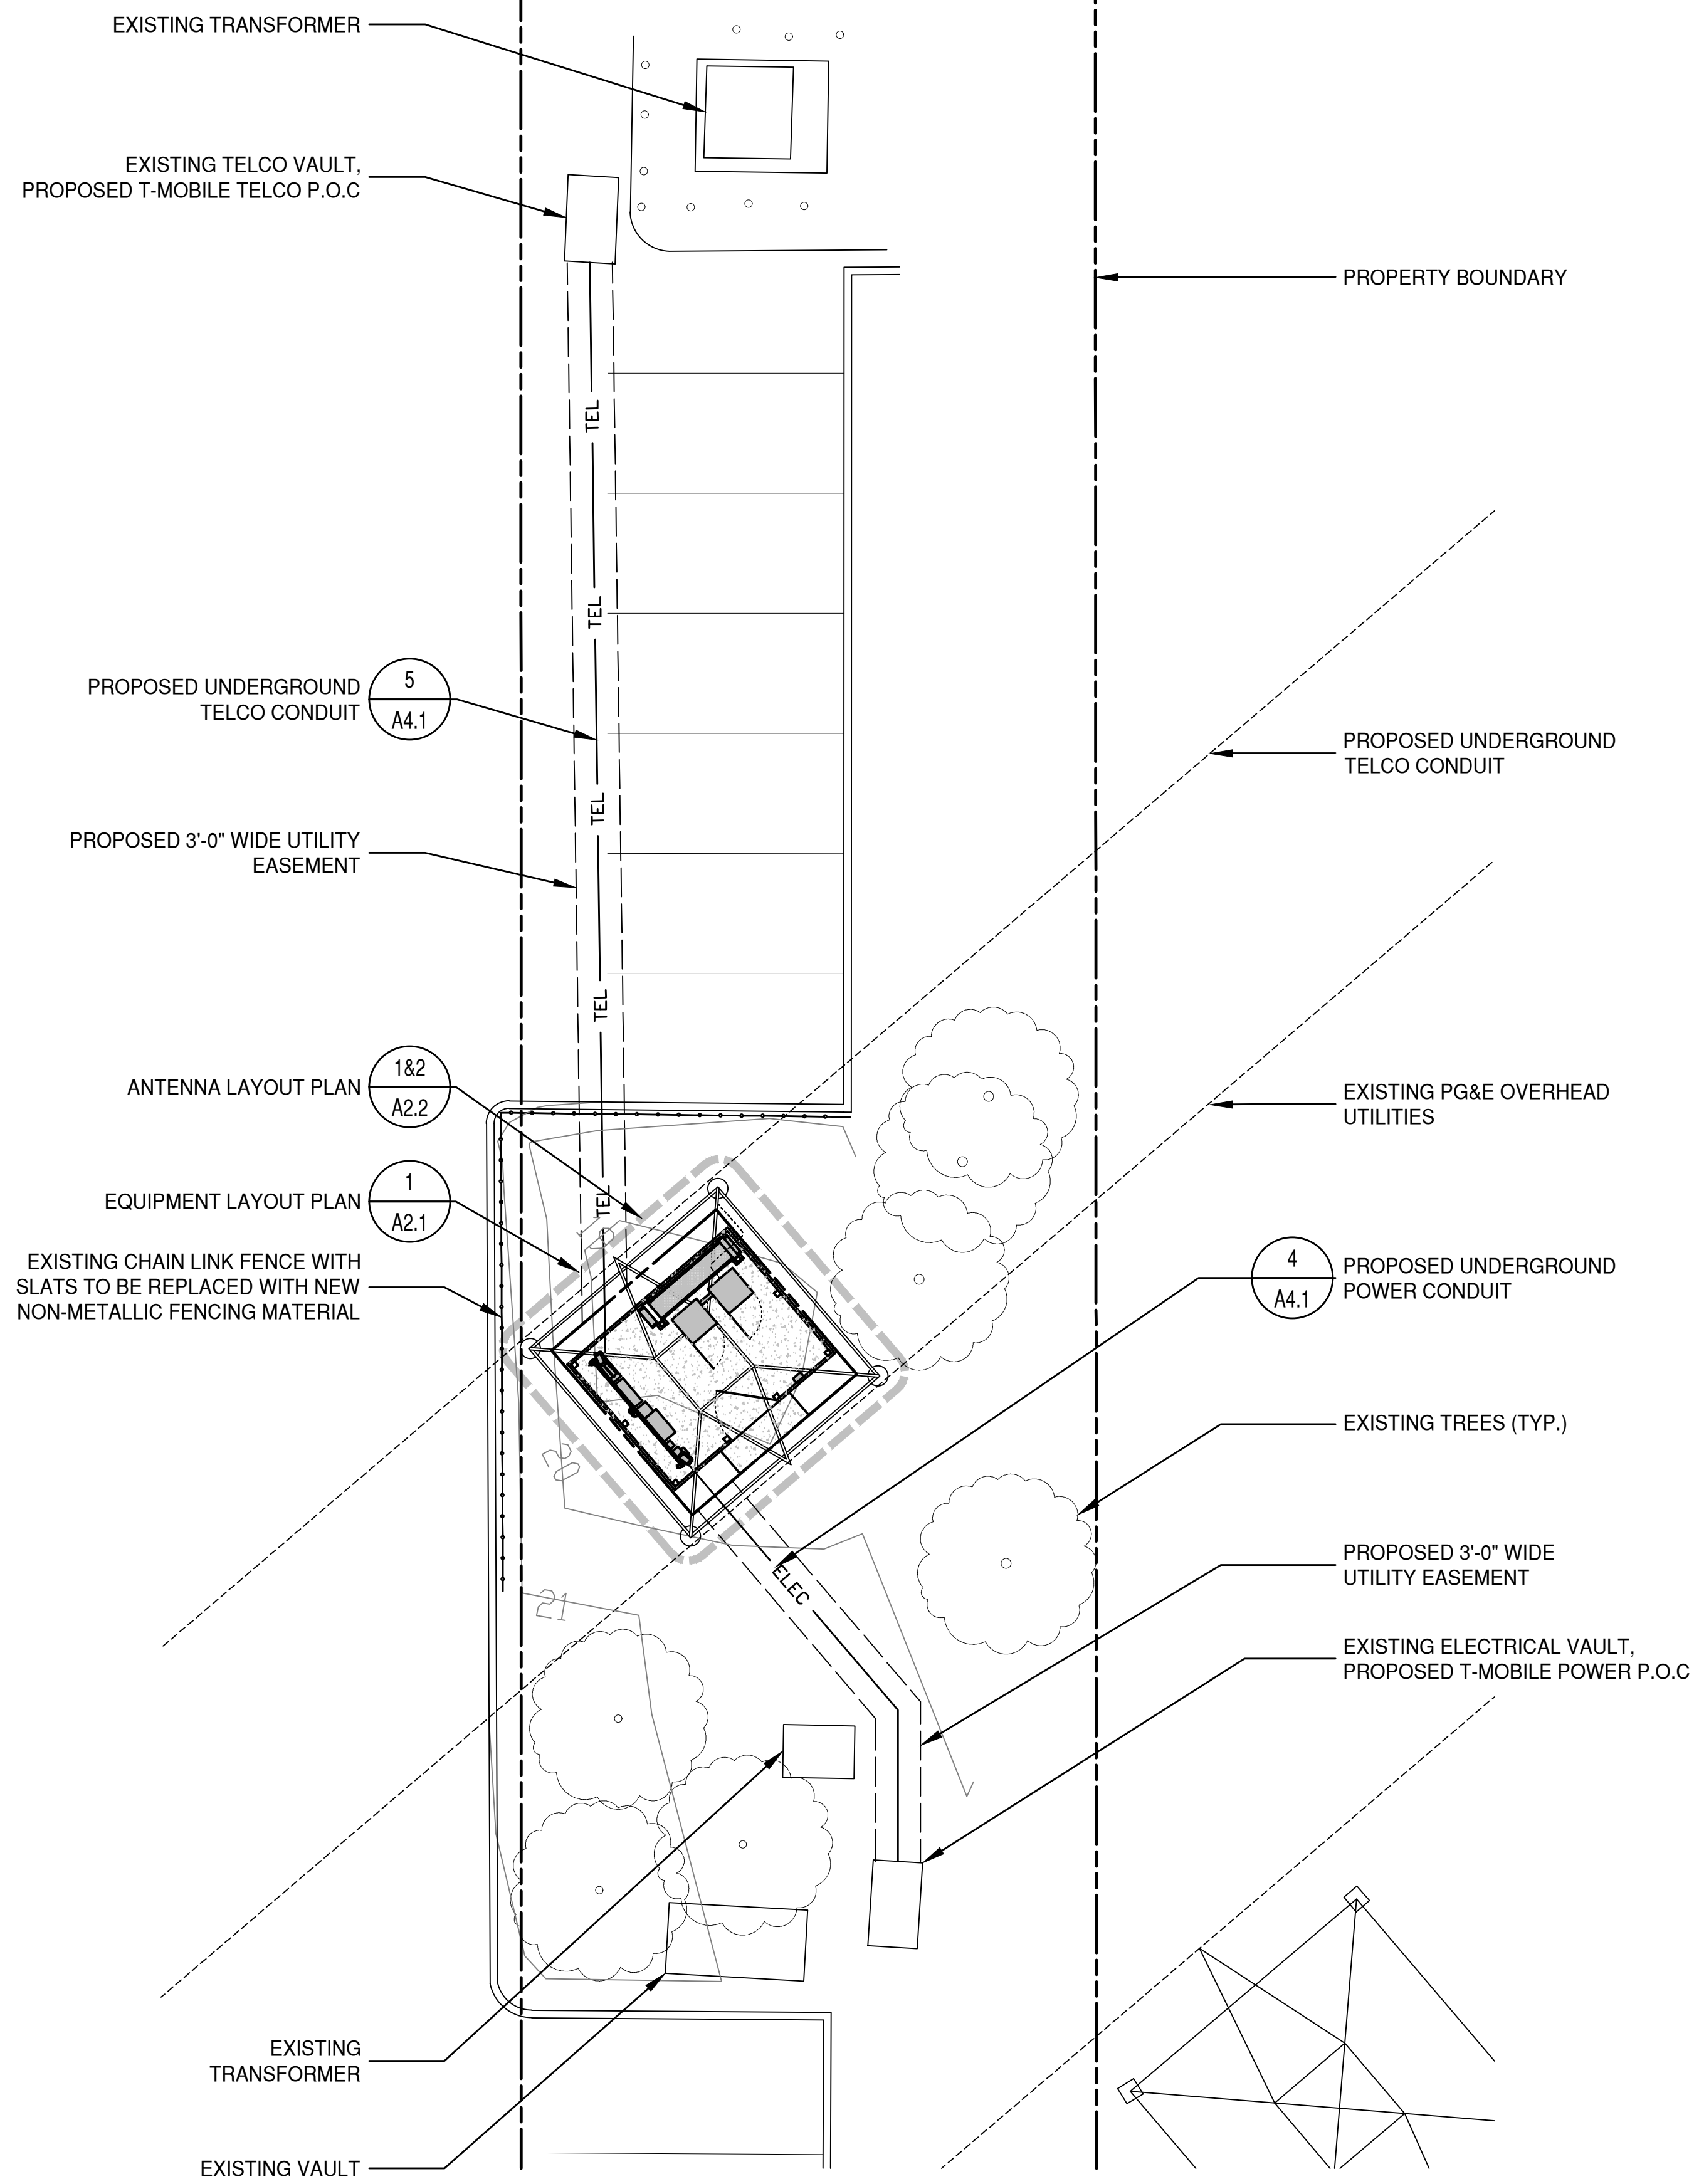 EXISTING TRANSFORMER
EXISTING TELCO VAULT,
PROPOSED T-MOBILE TELCO P.O.C
PROPERTY BOUNDARY
TEL
TEL
PROPOSED UNDERGROUND
TELCO CONDUIT
5
A4.1
PROPOSED UNDERGROUND
TELCO CONDUIT
TEL
PROPOSED 3'-0" WIDE UTILITY
EASEMENT
TEL
ANTENNA LAYOUT PLAN
1&2
A2.2
EXISTING PG&E OVERHEAD
UTILITIES
EQUIPMENT LAYOUT PLAN
1
A2.1
TEL
EXISTING CHAIN LINK FENCE WITH
SLATS TO BE REPLACED WITH NEW
NON-METALLIC FENCING MATERIAL
4
A4.1
PROPOSED UNDERGROUND
POWER CONDUIT
EXISTING TREES (TYP.)
20
ELEC
PROPOSED 3'-0" WIDE
UTILITY EASEMENT
21
EXISTING ELECTRICAL VAULT,
PROPOSED T-MOBILE POWER P.O.C
EXISTING
TRANSFORMER
EXISTING VAULT